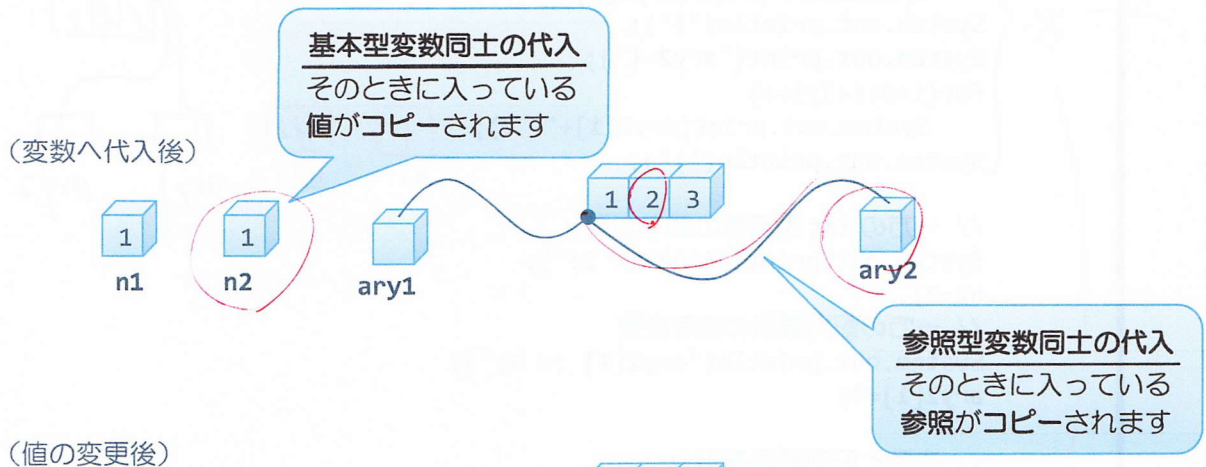 基本型変数同士の代入
そのときに入っている
値がコピーされます
(変数へ代入後)
1 2 3
1 1
n1 n2 ary1 ary2
参照型変数同士の代入
そのときに入っている
参照がコピーされます
(値の変更後)